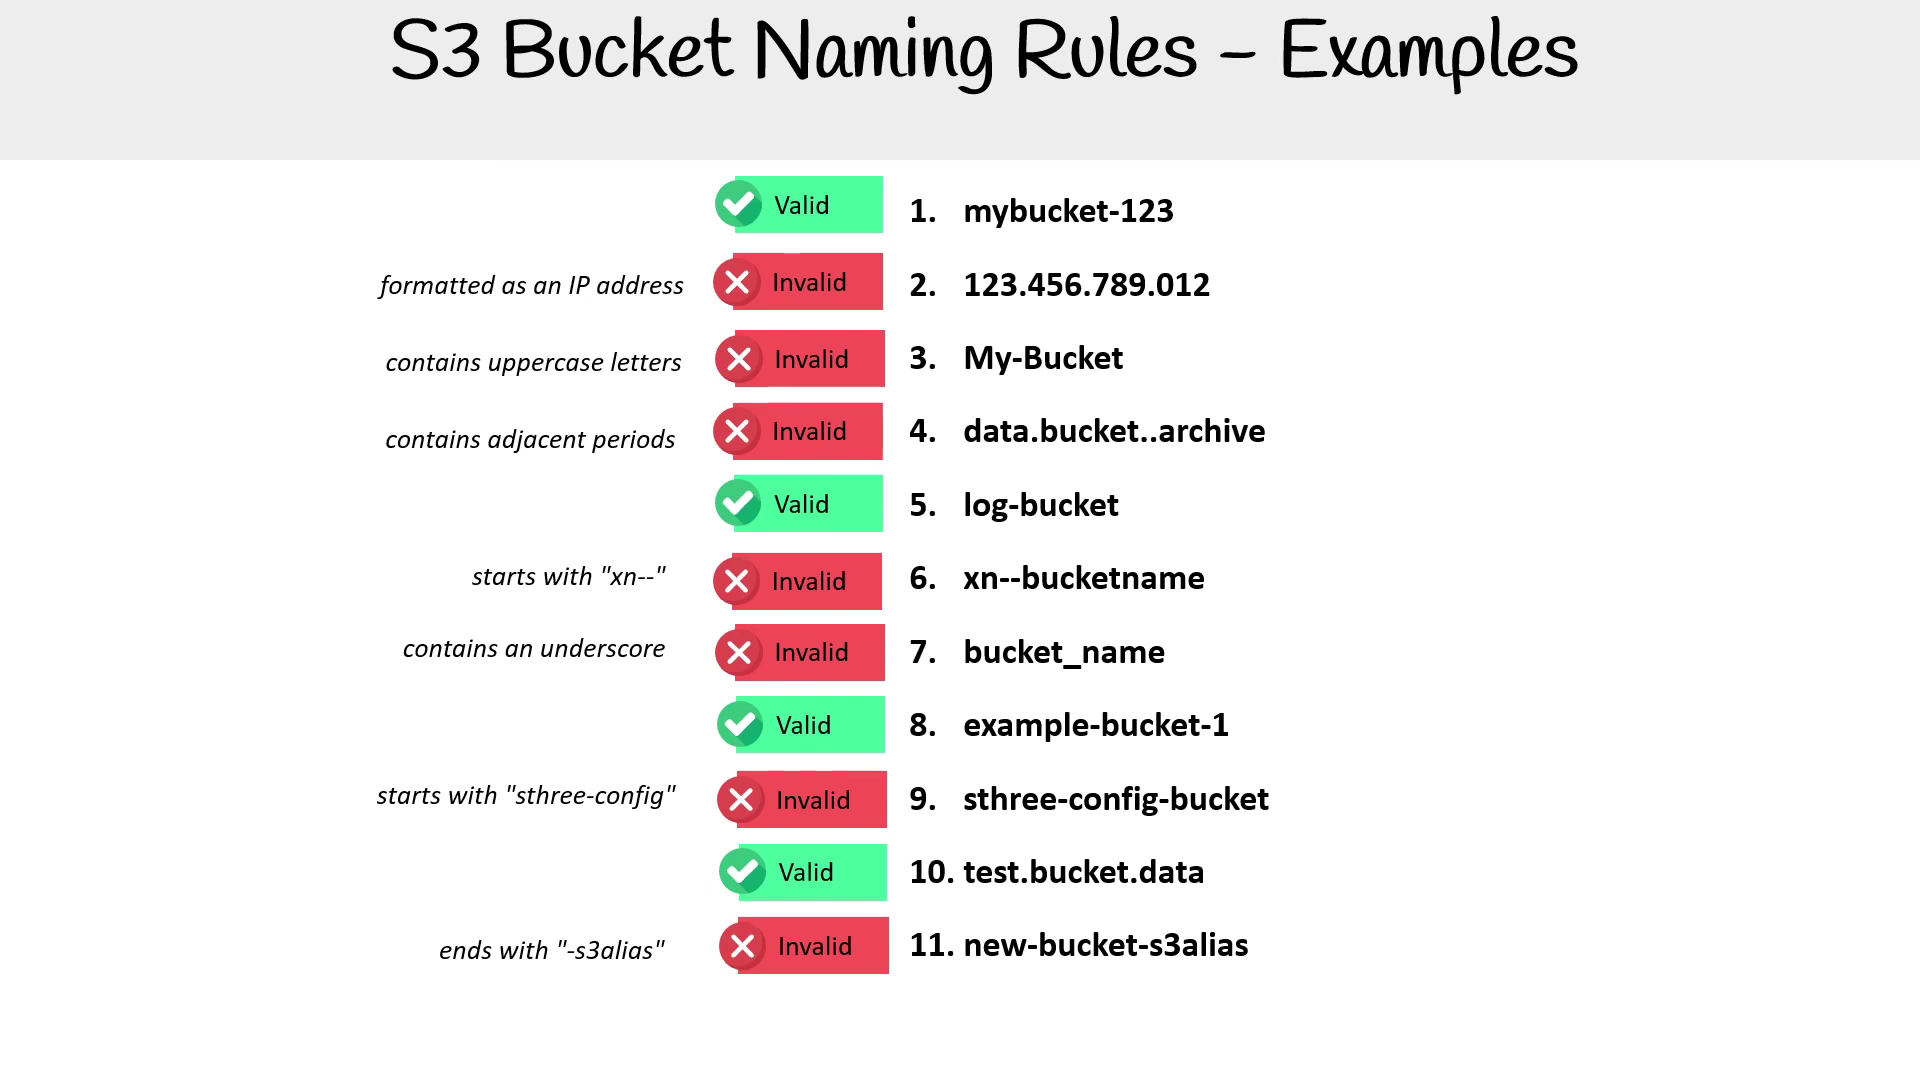 S3 Bucket Naming Rules – Examples
Valid 1. mybucket-123
formatted as an IP address Invalid 2. 123.456.789.012
contains uppercase letters Invalid 3. My-Bucket
contains adjacent periods Invalid 4. data.bucket..archive
Valid 5. log-bucket
starts with "xn--" Invalid 6. xn--bucketname
contains an underscore Invalid 7. bucket_name
Valid 8. example-bucket-1
starts with "sthree-config" Invalid 9. sthree-config-bucket
Valid 10. test.bucket.data
ends with "-s3alias" Invalid 11. new-bucket-s3alias